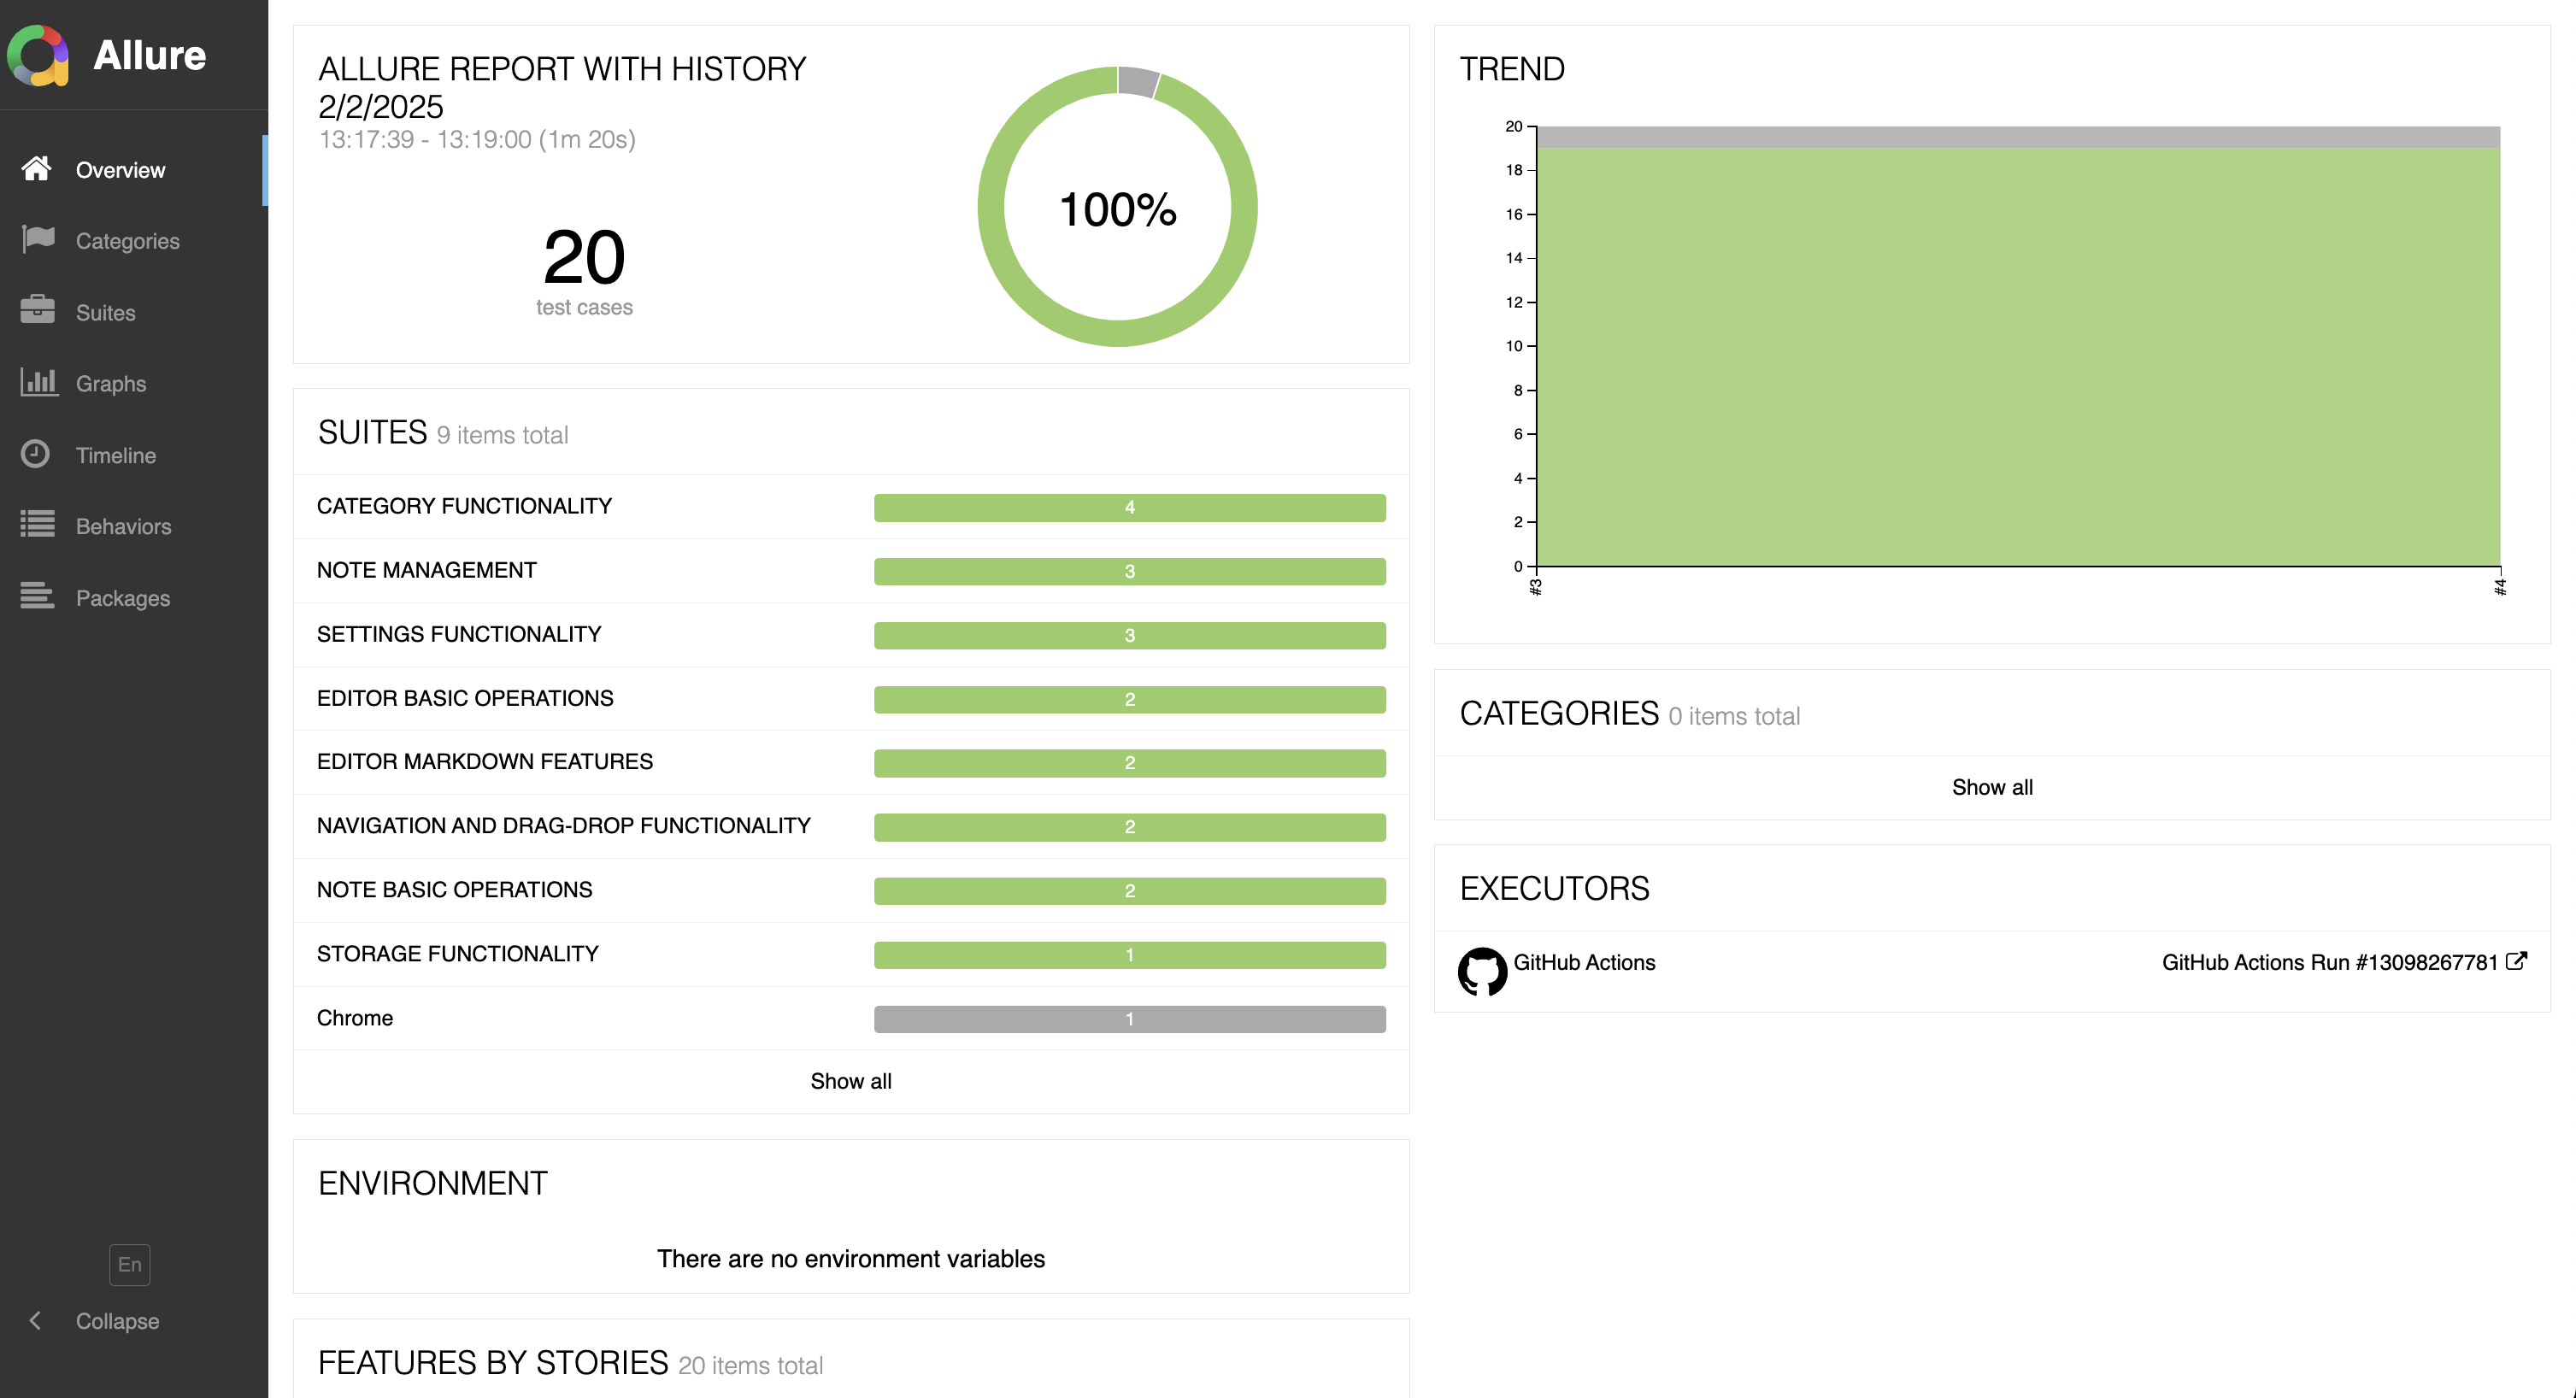 Allure
Overview
Categories
Suites
Graphs
Timeline
Behaviors
Packages
En
Collapse
ALLURE REPORT WITH HISTORY
2/2/2025
13:17:39 - 13:19:00 (1m 20s)
20
test cases
100%
SUITES 9 items total
CATEGORY FUNCTIONALITY 4
NOTE MANAGEMENT 3
SETTINGS FUNCTIONALITY 3
EDITOR BASIC OPERATIONS 2
EDITOR MARKDOWN FEATURES 2
NAVIGATION AND DRAG-DROP FUNCTIONALITY 2
NOTE BASIC OPERATIONS 2
STORAGE FUNCTIONALITY 1
Chrome 1
Show all
ENVIRONMENT
There are no environment variables
FEATURES BY STORIES 20 items total
TREND
20
18
16
14
12
10
8
6
4
2
0
#3
#4
CATEGORIES 0 items total
Show all
EXECUTORS
GitHub Actions GitHub Actions Run #13098267781